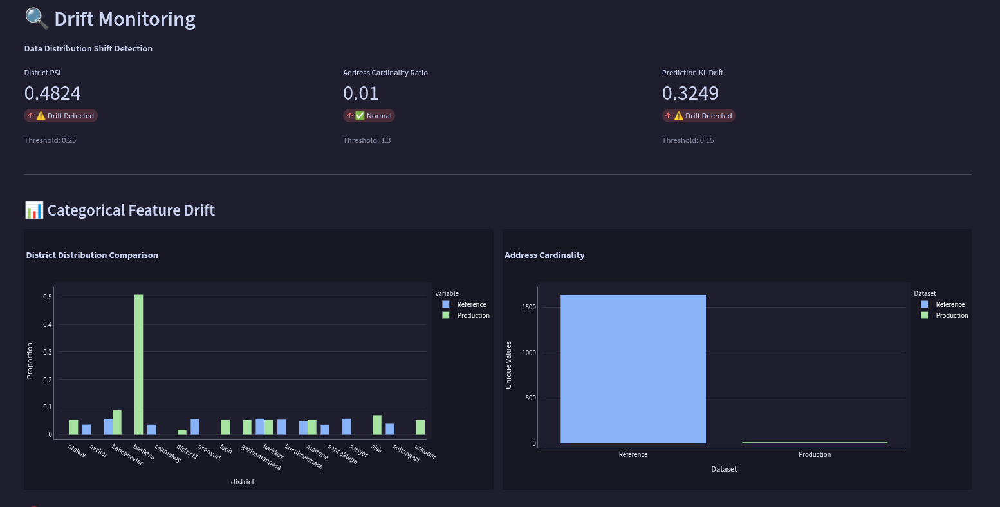 🔍 Drift Monitoring
Data Distribution Shift Detection
District PSI
0.4824
↑ ⚠️ Drift Detected
Threshold: 0.25
Address Cardinality Ratio
0.01
↑ ✅ Normal
Threshold: 1.3
Prediction KL Drift
0.3249
↑ ⚠️ Drift Detected
Threshold: 0.15
📊 Categorical Feature Drift
District Distribution Comparison
Proportion
0.5
0.4
0.3
0.2
0.1
0
atakoy
avcilar
bahcelievler
besiktas
cekmekoy
district1
esenyurt
fatih
gaziosmanpasa
kadikoy
kucukcekmece
maltepe
sancaktepe
sariyer
sisli
sultangazi
uskudar
district
variable
Reference
Production
Address Cardinality
Unique Values
1500
1000
500
0
Reference
Production
Dataset
Dataset
Reference
Production